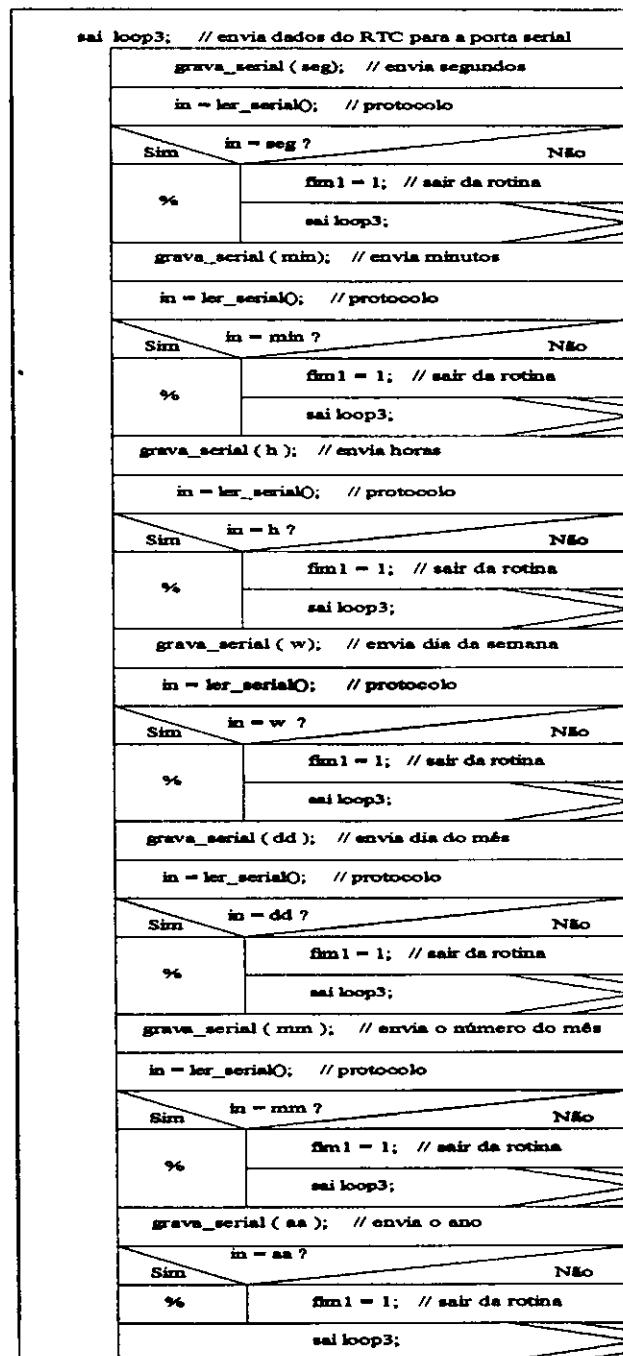 sai loop3; // envia dados do RTC para a porta serial
grava_serial ( seg); // envia segundos
in = ler_serial(); // protocolo
in = seg ?
Sim Não
% fim1 = 1; // sair da rotina
sai loop3;
grava_serial ( min); // envia minutos
in = ler_serial(); // protocolo
in = min ?
Sim Não
% fim1 = 1; // sair da rotina
sai loop3;
grava_serial ( h ); // envia horas
in = ler_serial(); // protocolo
in = h ?
Sim Não
% fim1 = 1; // sair da rotina
sai loop3;
grava_serial ( w); // envia dia da semana
in = ler_serial(); // protocolo
in = w ?
Sim Não
% fim1 = 1; // sair da rotina
sai loop3;
grava_serial ( dd ); // envia dia do mês
in = ler_serial(); // protocolo
in = dd ?
Sim Não
% fim1 = 1; // sair da rotina
sai loop3;
grava_serial ( mm ); // envia o número do mês
in = ler_serial(); // protocolo
in = mm ?
Sim Não
% fim1 = 1; // sair da rotina
sai loop3;
grava_serial ( aa ); // envia o ano
in = aa ?
Sim Não
% fim1 = 1; // sair da rotina
sai loop3;